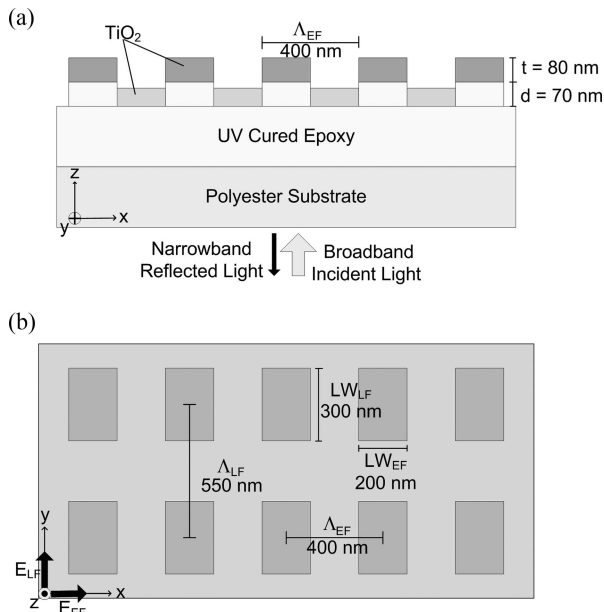 (a)
TiO2
ΛEF
400 nm
t = 80 nm
d = 70 nm
UV Cured Epoxy
Polyester Substrate
z
y
x
Narrowband
Reflected Light
Broadband
Incident Light
(b)
LWLF
300 nm
ΛLF
550 nm
LWEF
200 nm
ΛEF
400 nm
y
ELF
z
EEF
x